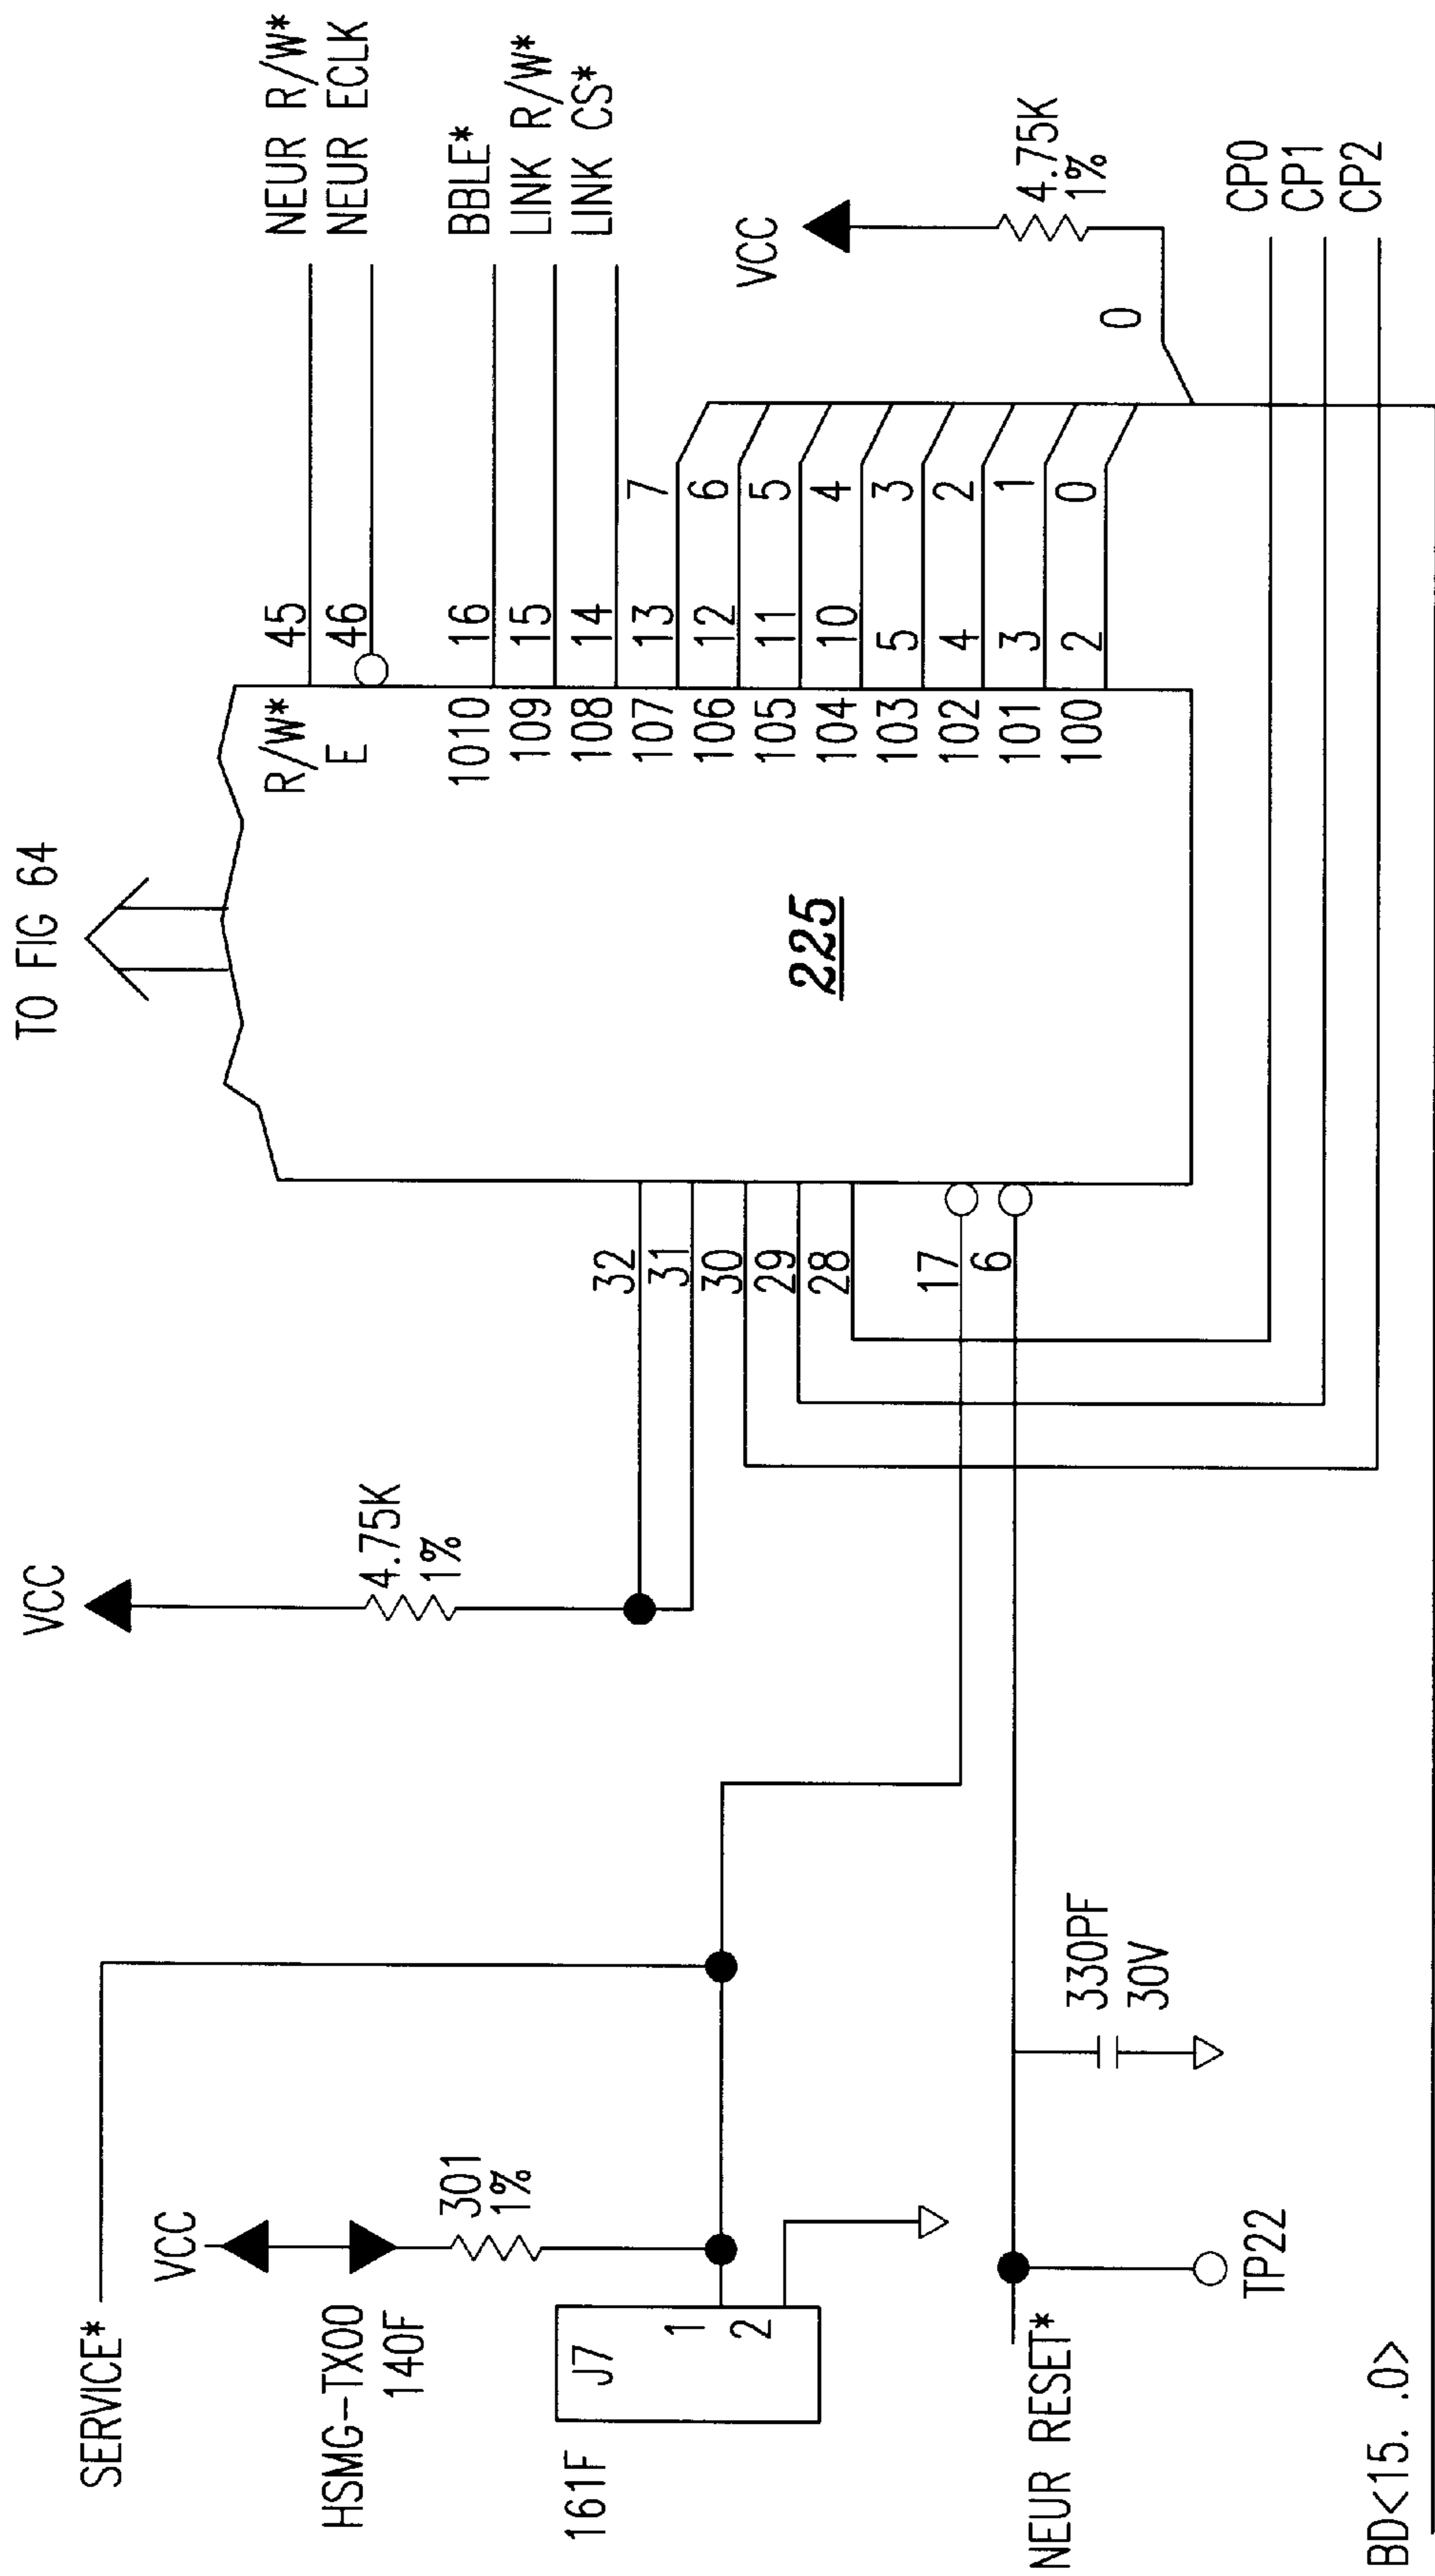 TO FIG 64
NEUR R/W*
NEUR ECLK
BBLE*
LINK R/W*
LINK CS*
45
46
16
15
14
13
12
11
10
5
4
3
2
R/W*
E
1010
109
108
107
106
105
104
103
102
101
100
7
6
5
4
3
2
1
0
VCC
4.75K
1%
0
CP0
CP1
CP2
225
32
31
30
29
28
17
6
VCC
4.75K
1%
SERVICE*
VCC
HSMG-TX00
140F
301
1%
J7
1
2
161F
330PF
30V
NEUR RESET*
TP22
BD<15. .0>